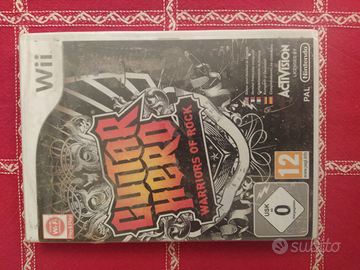 Wii
GUITAR
HERO
WARRIORS OF ROCK
ACTIVISION
Nintendo
PAL
12
USK
0
subito